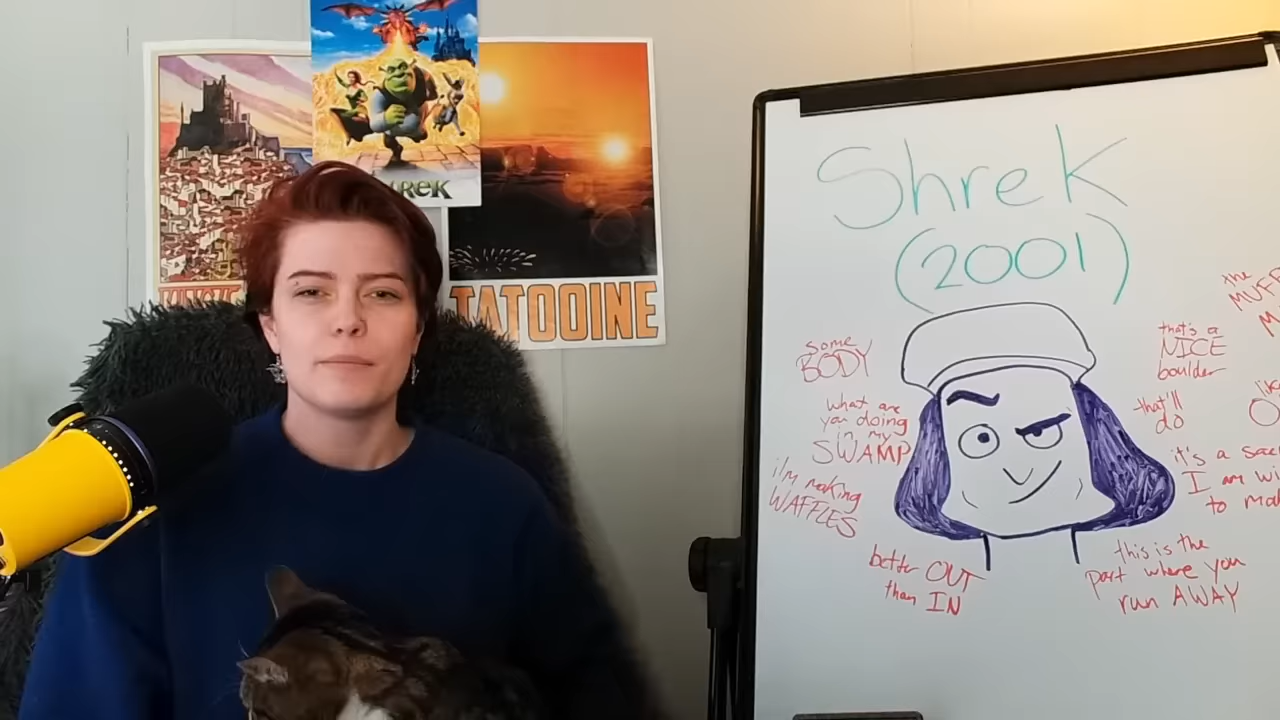 TATOOINE
Shrek
(2001)
the
some
BODY
that's a
NICE
boulder
what are
you doing
in my
SWAMP
that'll
do
i'm making
WAFFLES
it's a
I am
to
better OUT
than IN
this is the
part where you
run AWAY